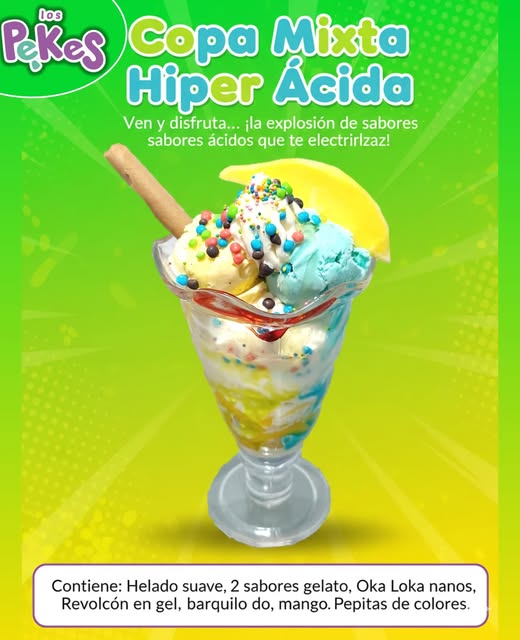 los
PeKes
Copa Mixta
Hiper Ácida
Ven y disfruta... ¡la explosión de sabores
sabores ácidos que te electrirlzaz!
Contiene: Helado suave, 2 sabores gelato, Oka Loka nanos,
Revolcón en gel, barquilo do, mango. Pepitas de colores.